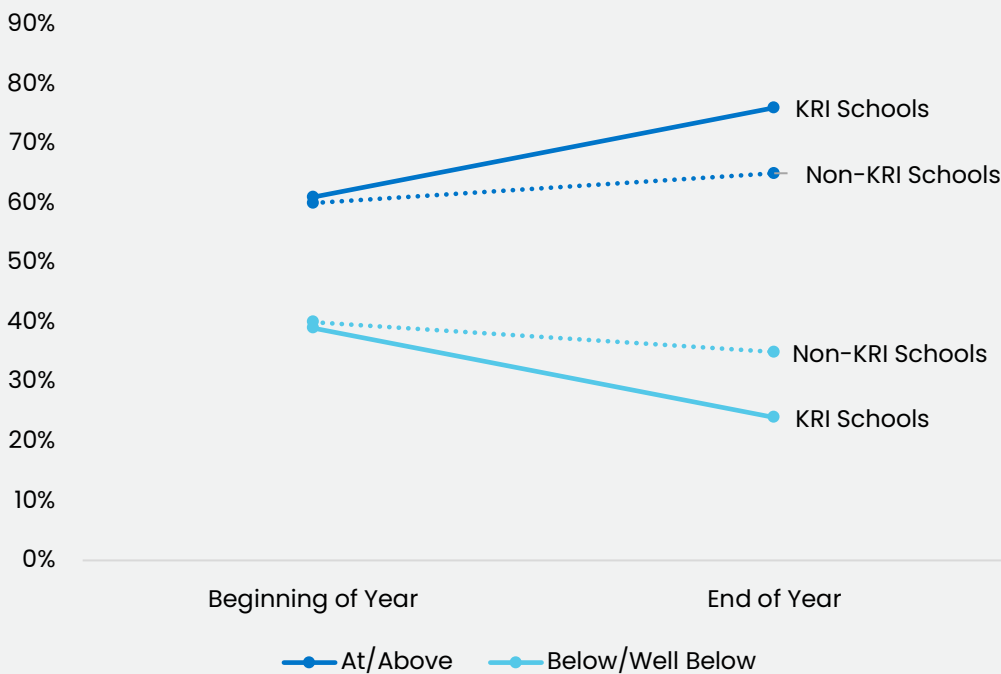 90%
80%
KRI Schools
70%
Non-KRI Schools
60%
50%
40%
Non-KRI Schools
30%
KRI Schools
20%
10%
0%
Beginning of Year
End of Year
At/Above
Below/Well Below